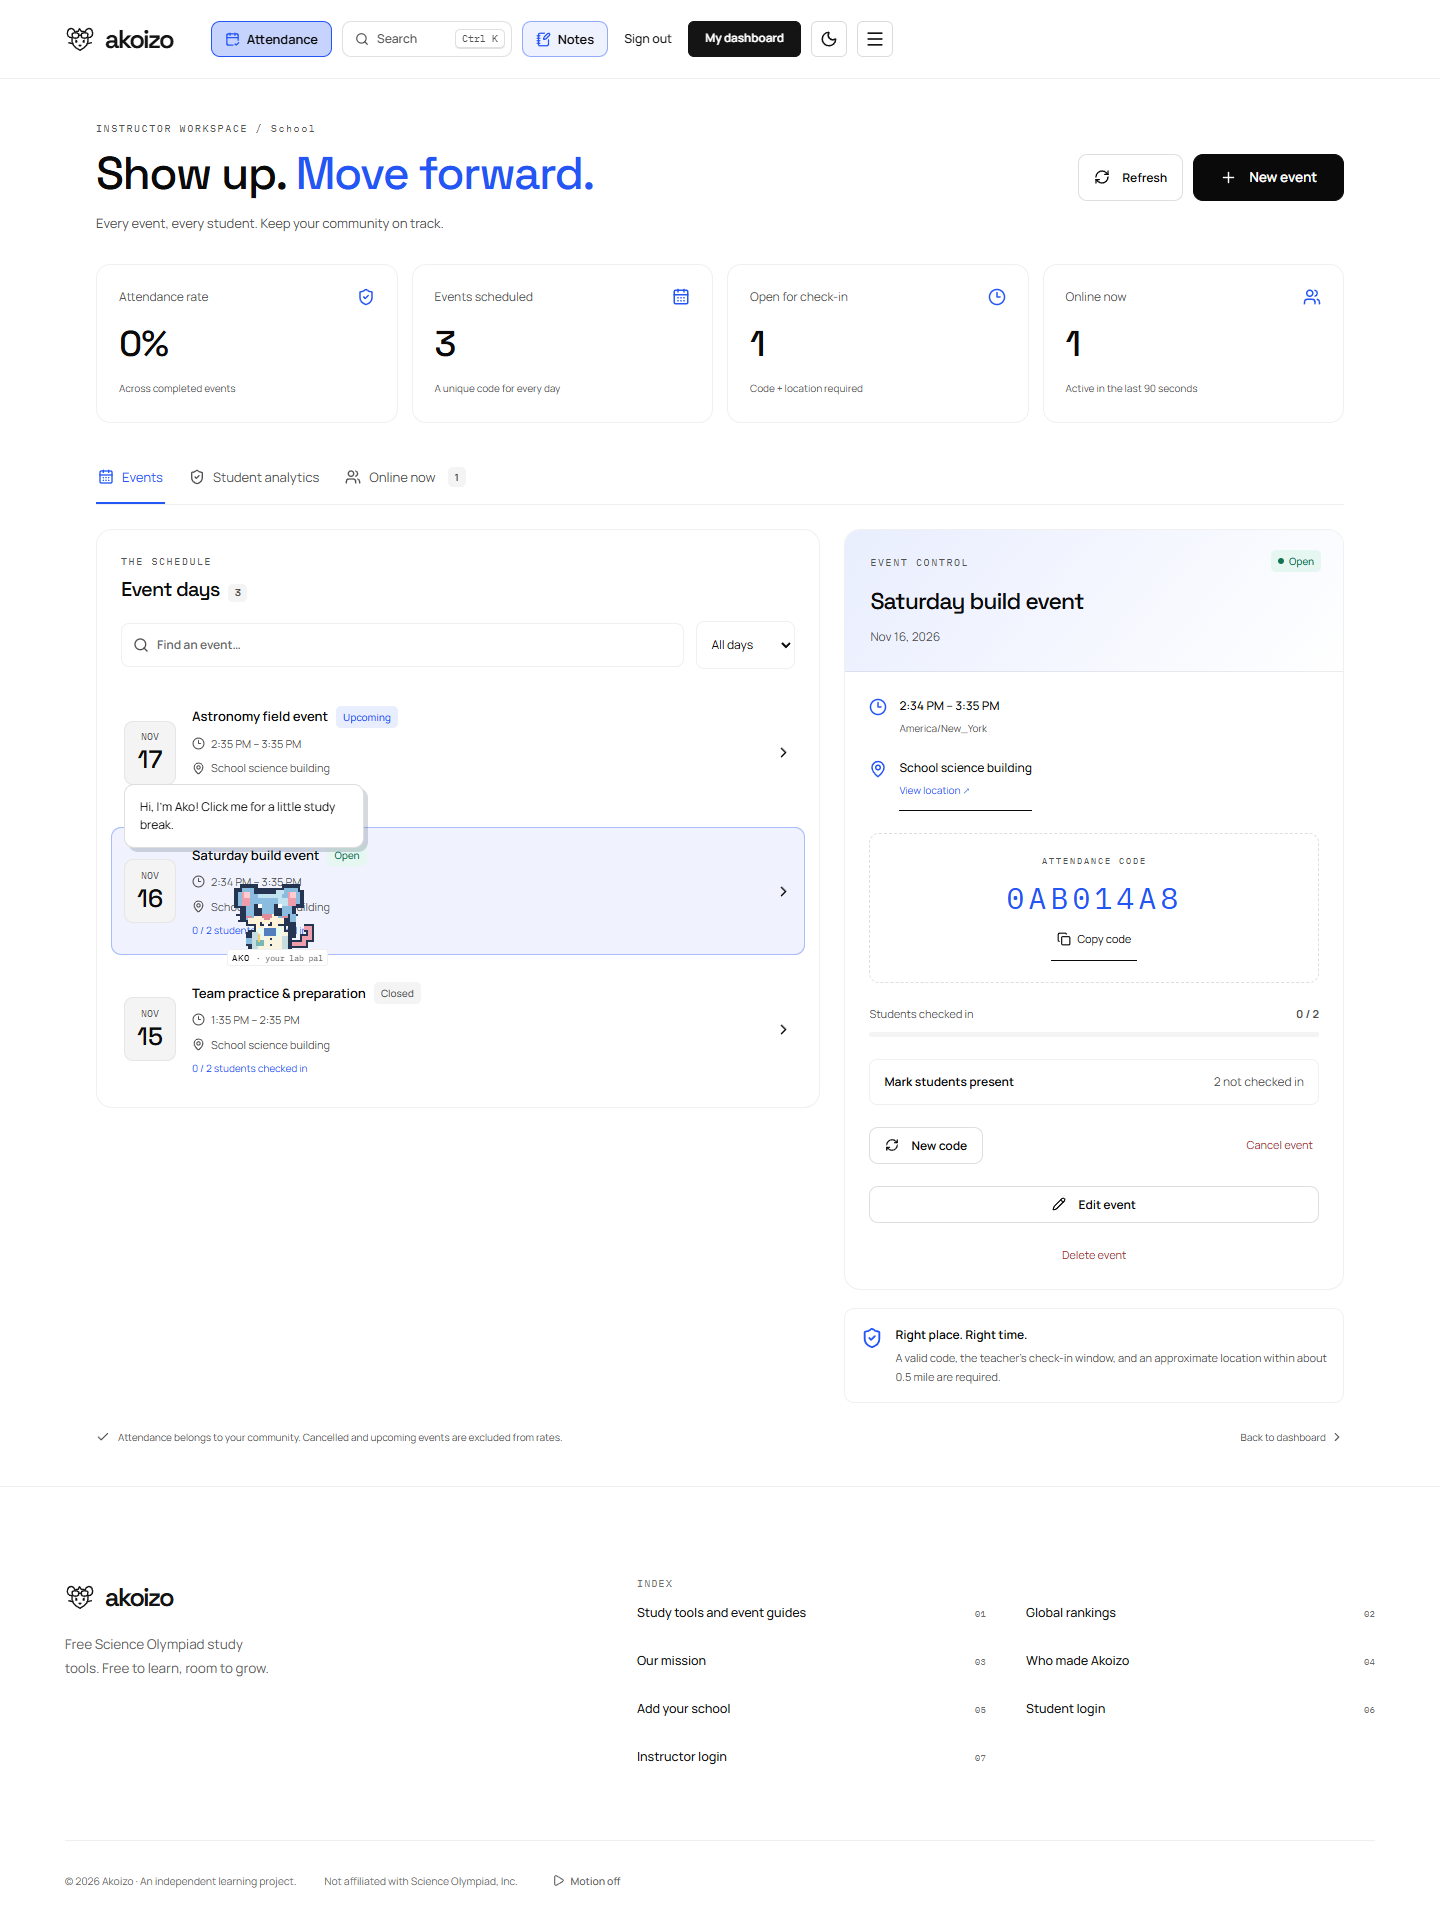 akoizo
Attendance
Search
Ctrl K
Notes
Sign out
My dashboard
INSTRUCTOR WORKSPACE / School
Show up. Move forward.
Every event, every student. Keep your community on track.
Refresh
New event
Attendance rate
0%
Across completed events
Events scheduled
3
A unique code for every day
Open for check-in
1
Code + location required
Online now
1
Active in the last 90 seconds
Events
Student analytics
Online now 1
THE SCHEDULE
Event days 3
Find an event...
All days
NOV
17
Astronomy field event Upcoming
2:35 PM – 3:35 PM
School science building
Hi, I'm Ako! Click me for a little study
break.
NOV
16
Saturday build event Open
2:34 PM – 3:35 PM
AKO · your lab pal
NOV
15
Team practice & preparation Closed
1:35 PM – 2:35 PM
School science building
0 / 2 students checked in
EVENT CONTROL
Open
Saturday build event
Nov 16, 2026
2:34 PM – 3:35 PM
America/New_York
School science building
View location ↗
ATTENDANCE CODE
0AB014A8
Copy code
Students checked in 0 / 2
Mark students present 2 not checked in
New code
Cancel event
Edit event
Delete event
Right place. Right time.
A valid code, the teacher's check-in window, and an approximate location within about
0.5 mile are required.
Attendance belongs to your community. Cancelled and upcoming events are excluded from rates.
Back to dashboard
akoizo
Free Science Olympiad study
tools. Free to learn, room to grow.
INDEX
Study tools and event guides 01
Global rankings 02
Our mission 03
Who made Akoizo 04
Add your school 05
Student login 06
Instructor login 07
© 2026 Akoizo · An independent learning project.
Not affiliated with Science Olympiad, Inc.
Motion off